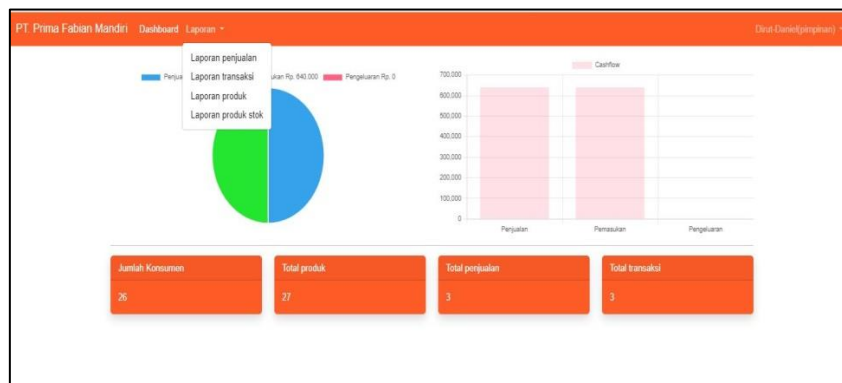 PT. Prima Fabian Mandiri Dashboard Laporan Dirut-Daniel(pimpinan)
Laporan penjualan
Laporan transaksi
Laporan produk
Laporan produk stok
Rp. 640.000 Pengeluaran Rp. 0
Cashflow
700,000
600,000
500,000
400,000
300,000
200,000
100,000
0
Penjualan Pemasukan Pengeluaran
Jumlah Konsumen Total produk Total penjualan Total transaksi
26 27 3 3